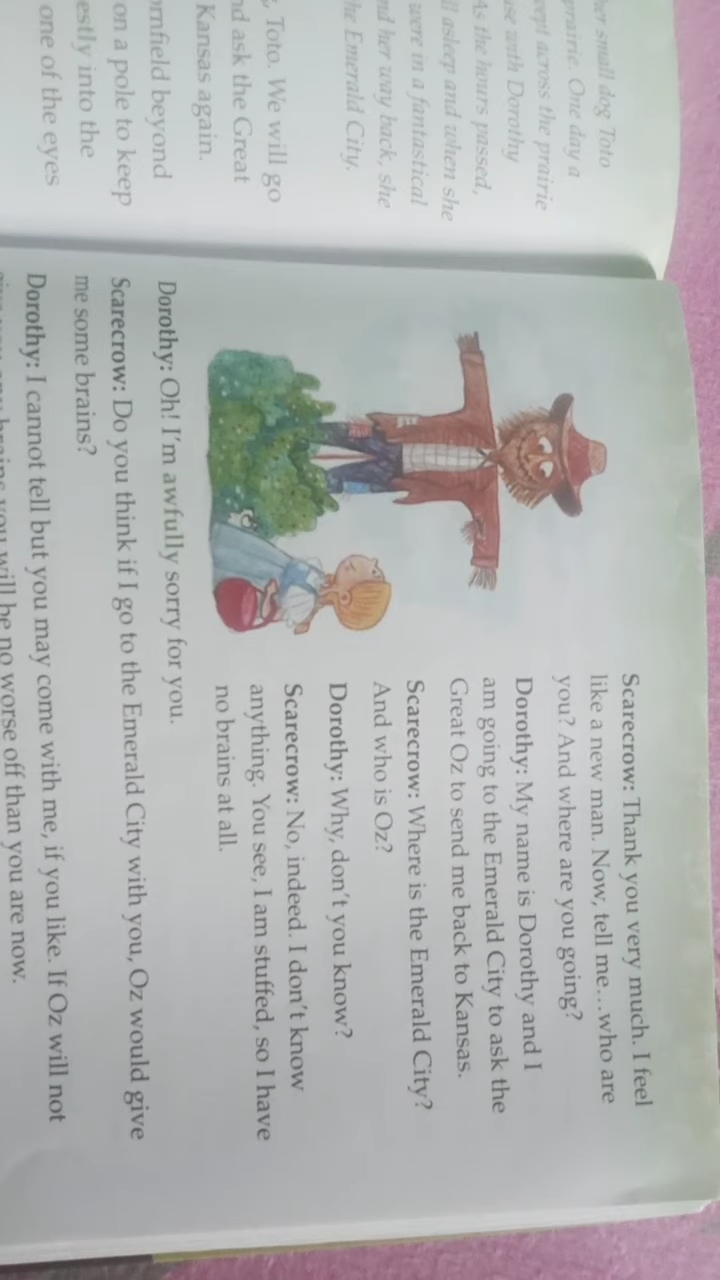 her small dog Toto
prairie. One day a
across the prairie
with Dorothy
As the hours passed,
asleep and when she
were in a fantastical
her way back, she
the Emerald City.
Toto. We will go
ask the Great
Kansas again.
beyond
on a pole to keep
into the
one of the eyes
Scarecrow: Thank you very much. I feel
like a new man. Now, tell me...who are
you? And where are you going?
Dorothy: My name is Dorothy and I
am going to the Emerald City to ask the
Great Oz to send me back to Kansas.
Scarecrow: Where is the Emerald City?
And who is Oz?
Dorothy: Why, don't you know?
Scarecrow: No, indeed. I don't know
anything. You see, I am stuffed, so I have
no brains at all.
Dorothy: Oh! I'm awfully sorry for you.
Scarecrow: Do you think if I go to the Emerald City with you, Oz would give
me some brains?
Dorothy: I cannot tell but you may come with me, if you like. If Oz will not
you any brains you will be no worse off than you are now.